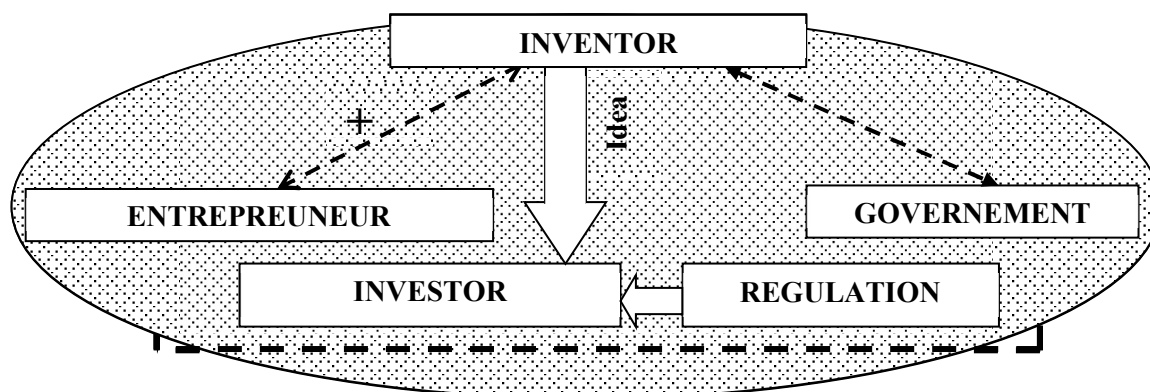 INVENTOR
+
Idea
ENTREPREUNEUR
GOVERNEMENT
INVESTOR
REGULATION